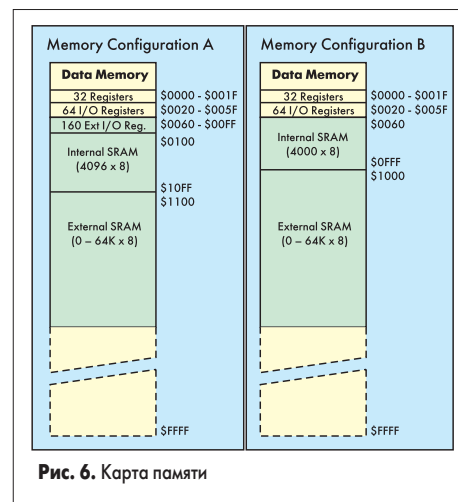 Memory Configuration A
Data Memory
32 Registers
$0000 - $001F
64 I/O Registers
$0020 - $005F
160 Ext I/O Reg.
$0060 - $00FF
Internal SRAM
(4096 x 8)
$0100
$10FF
$1100
External SRAM
(0 – 64K x 8)
$FFFF
Memory Configuration B
Data Memory
32 Registers
$0000 - $001F
64 I/O Registers
$0020 - $005F
$0060
Internal SRAM
(4000 x 8)
$0FFF
$1000
External SRAM
(0 – 64K x 8)
$FFFF
Рис. 6. Карта памяти